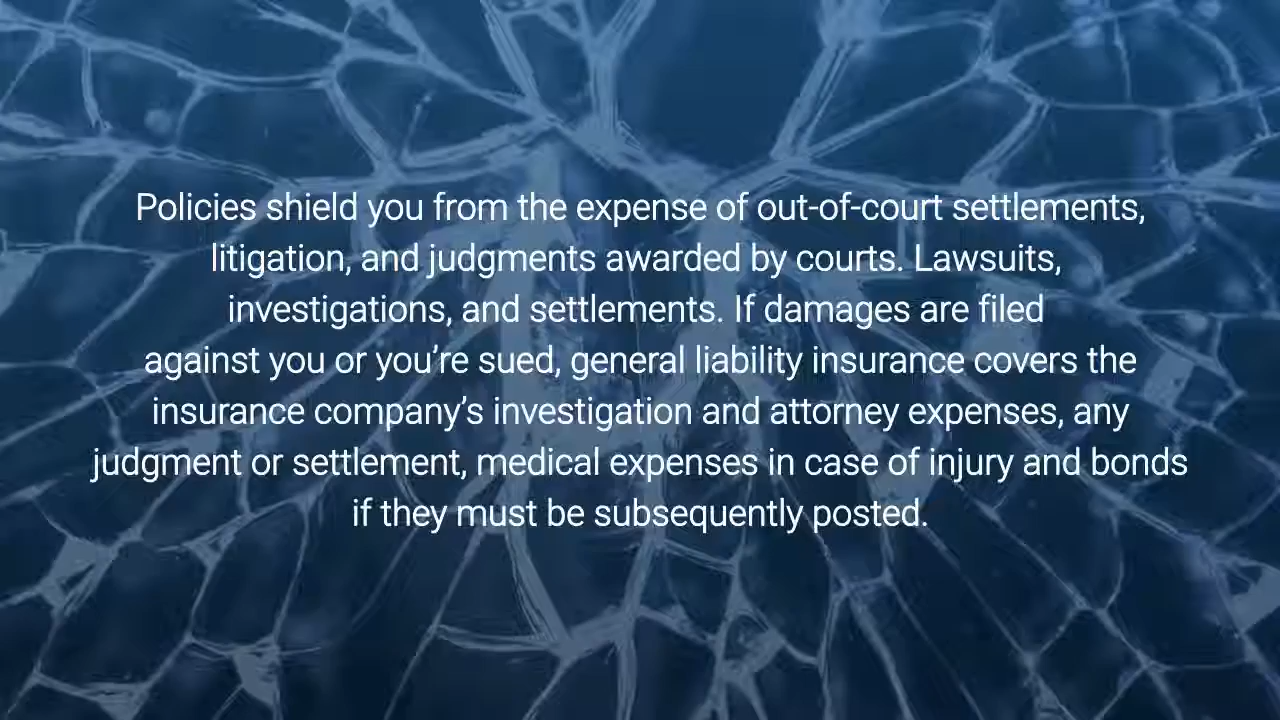 Policies shield you from the expense of out-of-court settlements,
litigation, and judgments awarded by courts. Lawsuits,
investigations, and settlements. If damages are filed
against you or you’re sued, general liability insurance covers the
insurance company’s investigation and attorney expenses, any
judgment or settlement, medical expenses in case of injury and bonds
if they must be subsequently posted.